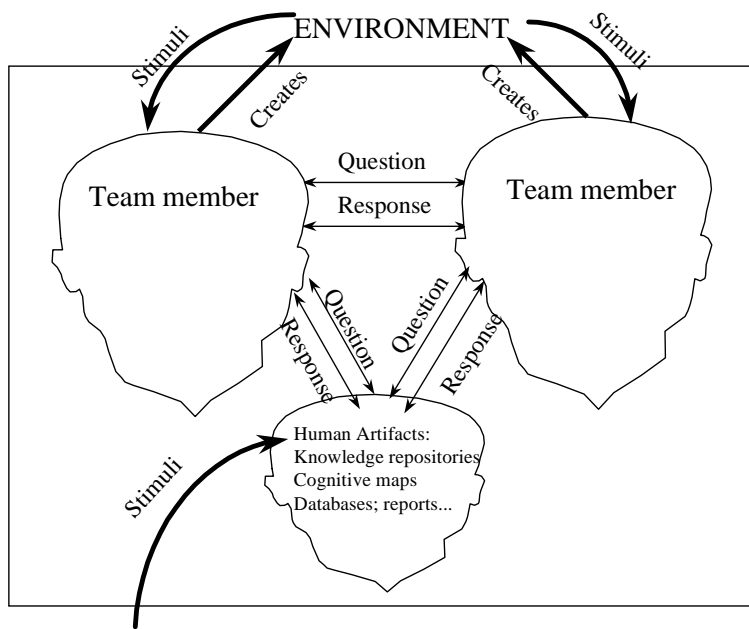 ENVIRONMENT
Stimuli
Stimuli
Creates
Creates
Question
Team member
Team member
Response
Question
Response
Question
Response
Human Artifacts:
Knowledge repositories
Cognitive maps
Databases; reports...
Stimuli